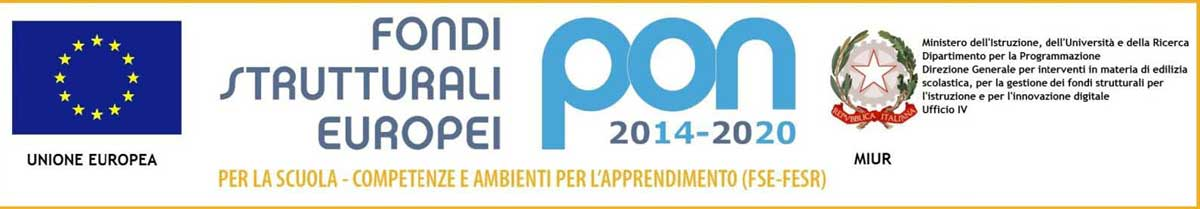 UNIONE EUROPEA
FONDI
STRUTTURALI
EUROPEI
pon
2014-2020
PER LA SCUOLA - COMPETENZE E AMBIENTI PER L'APPRENDIMENTO (FSE-FESR)
REPVBBLICA ITALIANA
MIUR
Ministero dell'Istruzione, dell'Università e della Ricerca
Dipartimento per la Programmazione
Direzione Generale per interventi in materia di edilizia
scolastica, per la gestione dei fondi strutturali per
l'istruzione e per l'innovazione digitale
Ufficio IV